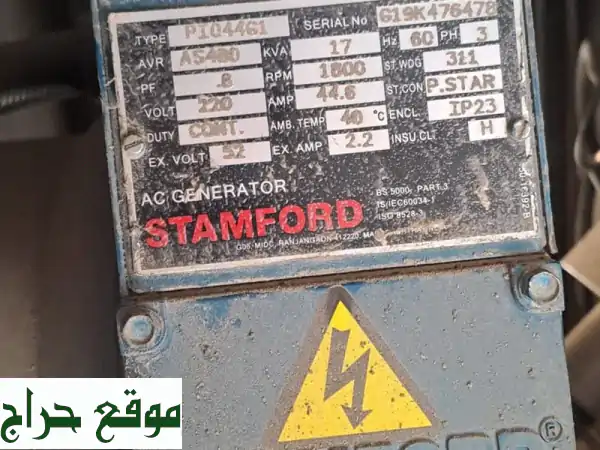 TYPE PI044G1 SERIAL No G19K476478
AVR AS480 KVA 17 Hz 60 PH 3
PF .8 RPM 1800 ST.WDG 311
VOLT 220 AMP 44.6 ST.CON P.STAR
DUTY CONT. AMB. TEMP 40 °C ENCL. IP23
EX. VOLT 52 EX. AMP 2.2 INSU.CL. H
AC GENERATOR
BS 5000, PART.3
IS/IEC60034-1
ISO 8528-3
STAMFORD
موقع حراج